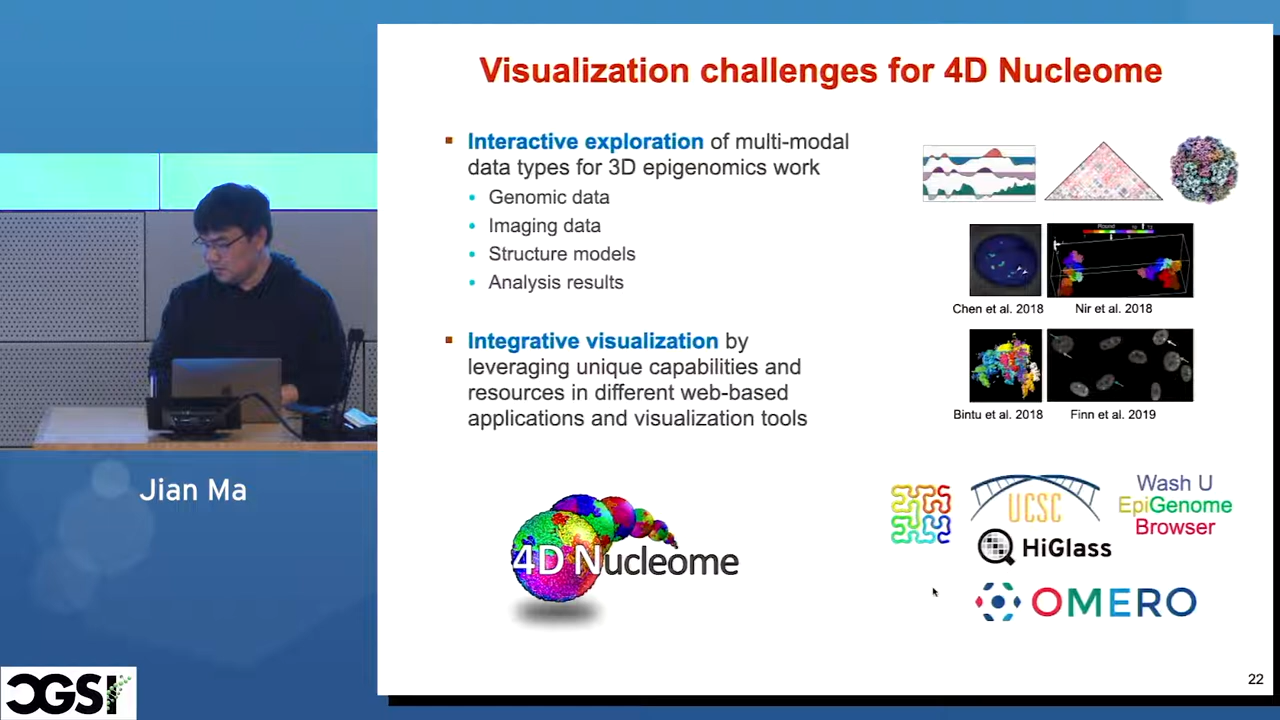 Visualization challenges for 4D Nucleome
Interactive exploration of multi-modal
data types for 3D epigenomics work
Genomic data
Imaging data
Structure models
Analysis results
Integrative visualization by
leveraging unique capabilities and
resources in different web-based
applications and visualization tools
Round
Chen et al. 2018
Nir et al. 2018
Bintu et al. 2018
Finn et al. 2019
4D Nucleome
UCSC
Wash U
EpiGenome
Browser
HiGlass
OMERO
22
Jian Ma
CGSI